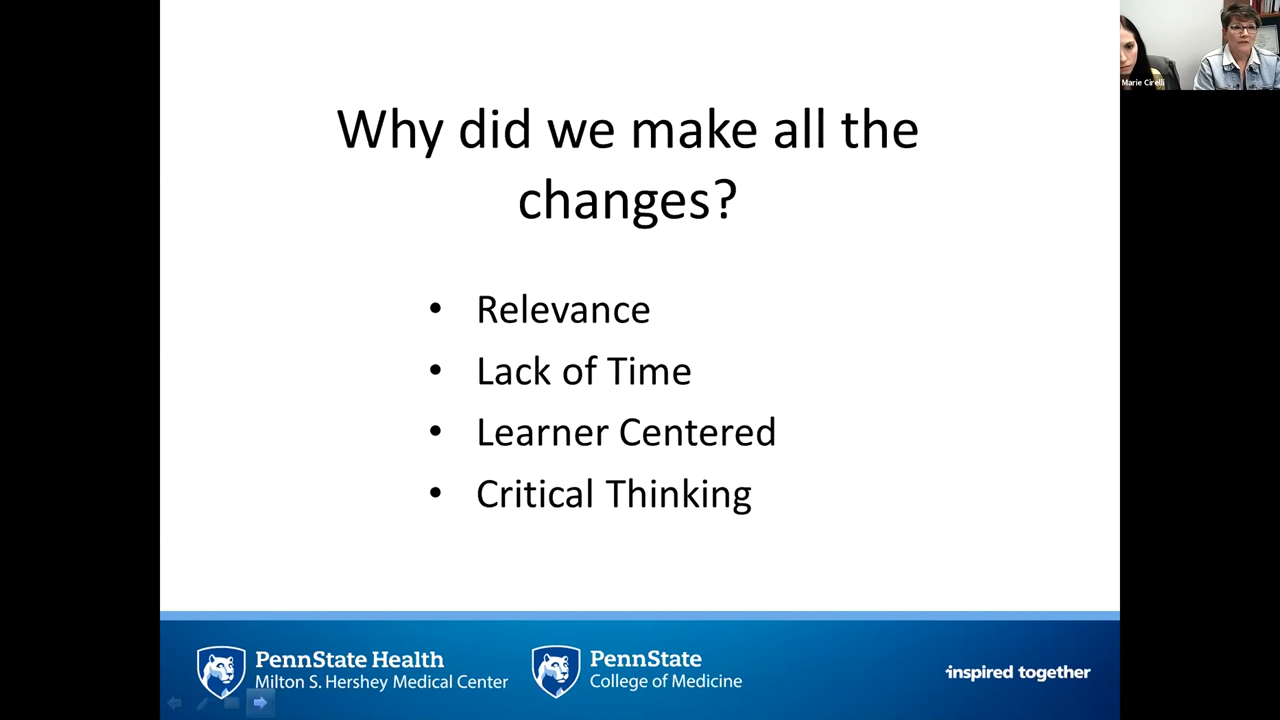 Marie Cirelli
Why did we make all the
changes?
• Relevance
• Lack of Time
• Learner Centered
• Critical Thinking
PennState Health
Milton S. Hershey Medical Center
PennState
College of Medicine
inspired together